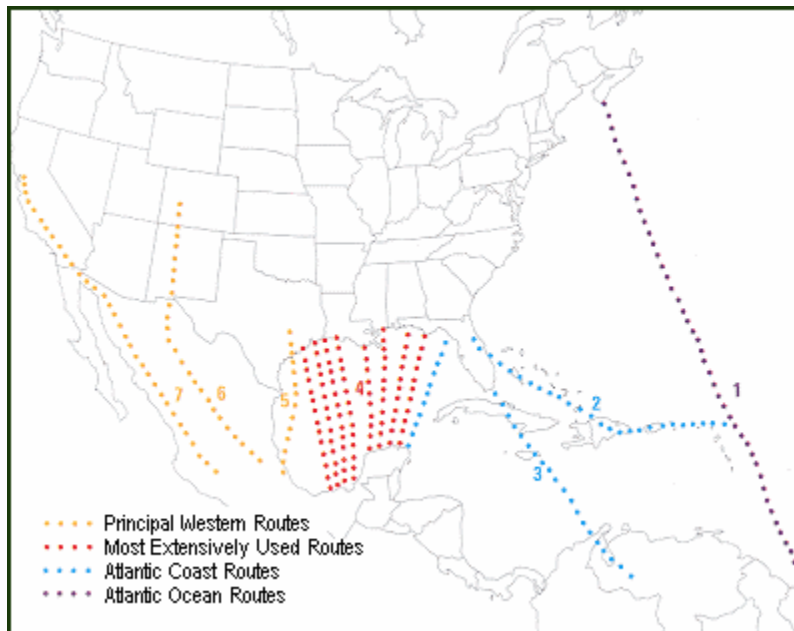 1
2
3
4
5
6
7
Principal Western Routes
Most Extensively Used Routes
Atlantic Coast Routes
Atlantic Ocean Routes